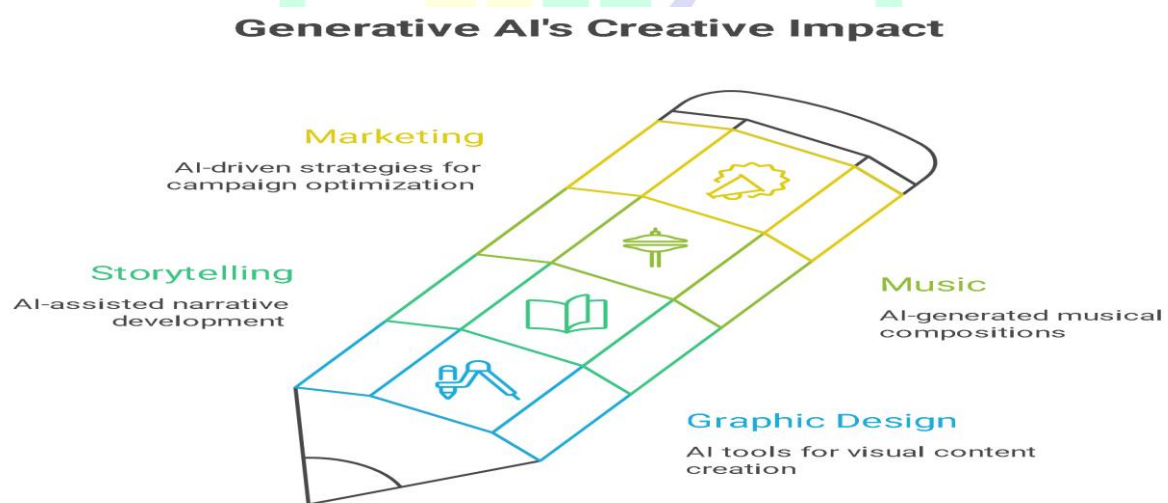 Generative AI's Creative Impact
Marketing
AI-driven strategies for
campaign optimization
Storytelling
AI-assisted narrative
development
Music
AI-generated musical
compositions
Graphic Design
AI tools for visual content
creation